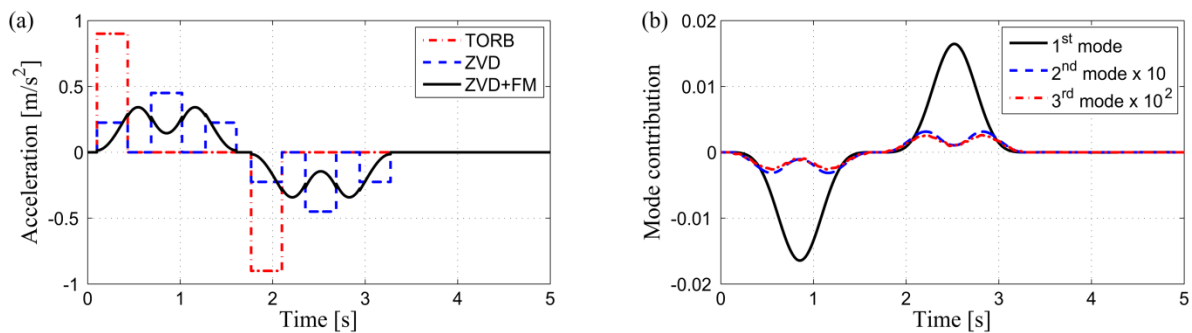 (a)
Acceleration [m/s²]
1
0.5
0
-0.5
-1
TORB
ZVD
ZVD+FM
0 1 2 3 4 5
Time [s]
(b)
Mode contribution
0.02
0.01
0
-0.01
-0.02
1st mode
2nd mode x 10
3rd mode x 10²
0 1 2 3 4 5
Time [s]